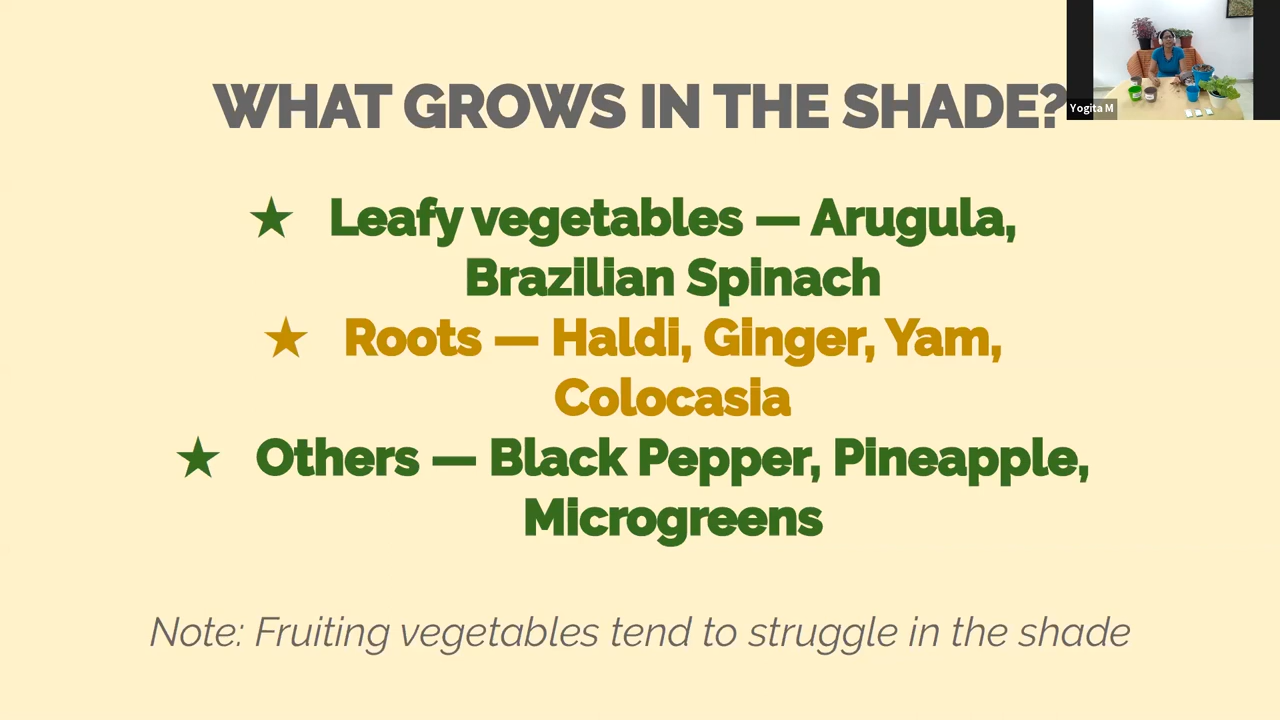 WHAT GROWS IN THE SHADE?
Yogita M
★ Leafy vegetables — Arugula,
Brazilian Spinach
★ Roots — Haldi, Ginger, Yam,
Colocasia
★ Others — Black Pepper, Pineapple,
Microgreens
Note: Fruiting vegetables tend to struggle in the shade